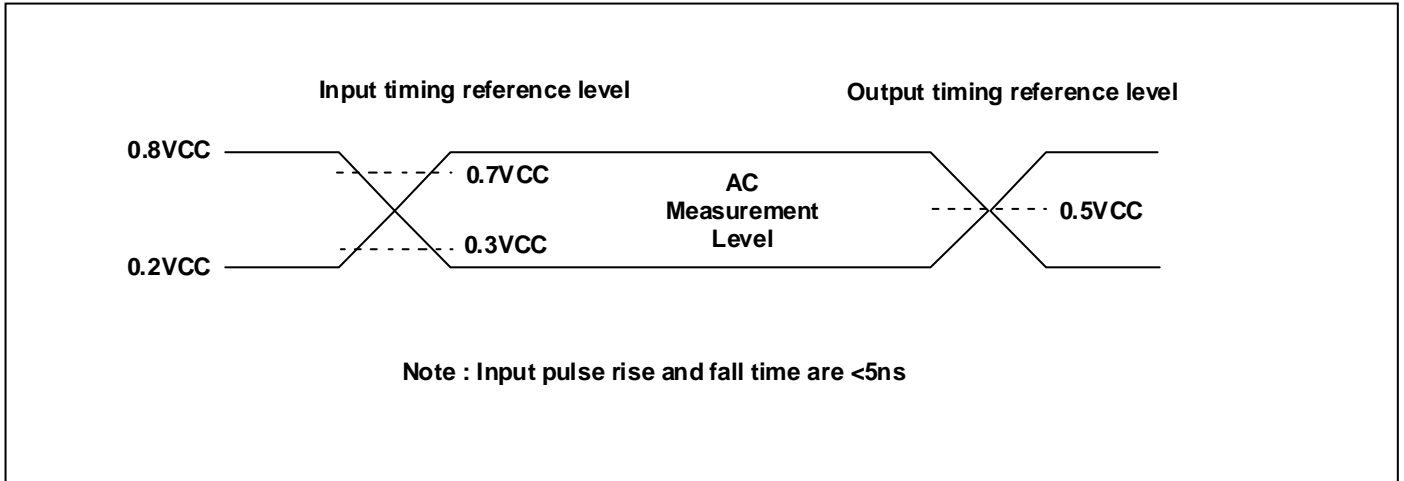 Input timing reference level
Output timing reference level
0.8VCC
0.7VCC
AC
Measurement
Level
0.5VCC
0.3VCC
0.2VCC
Note : Input pulse rise and fall time are <5ns